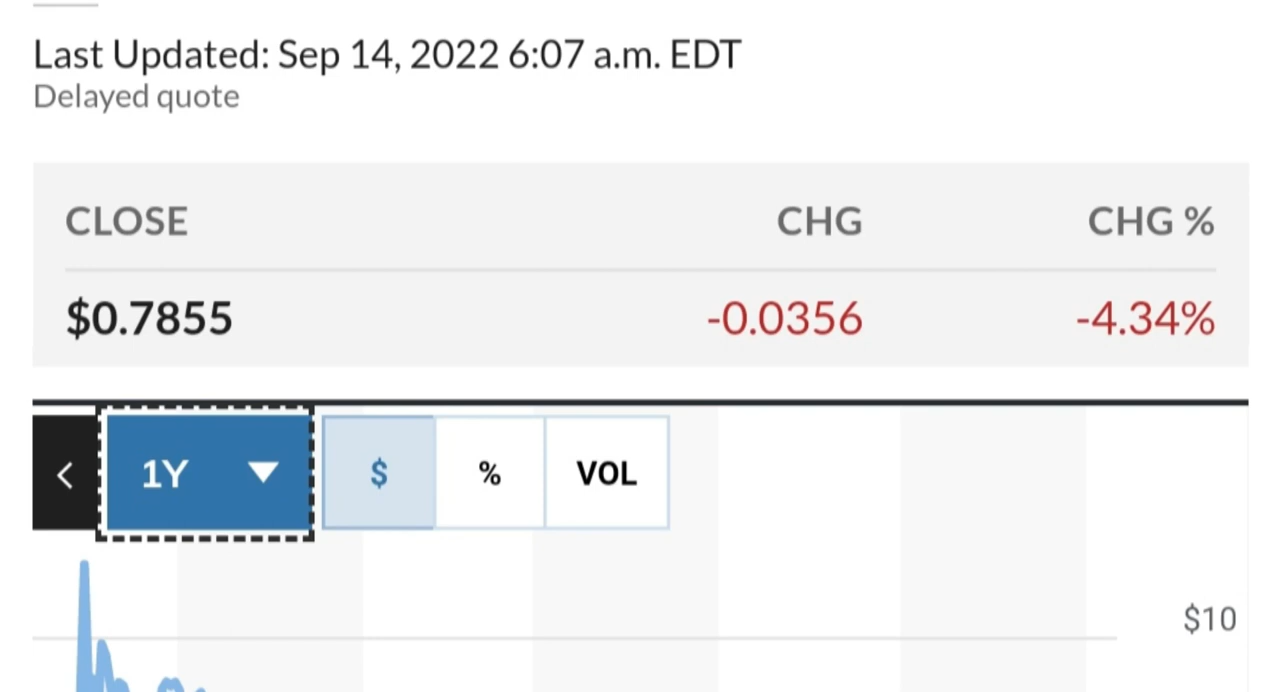 Last Updated: Sep 14, 2022 6:07 a.m. EDT
Delayed quote
CLOSE CHG CHG %
$0.7855 -0.0356 -4.34%
1Y $ % VOL
$10